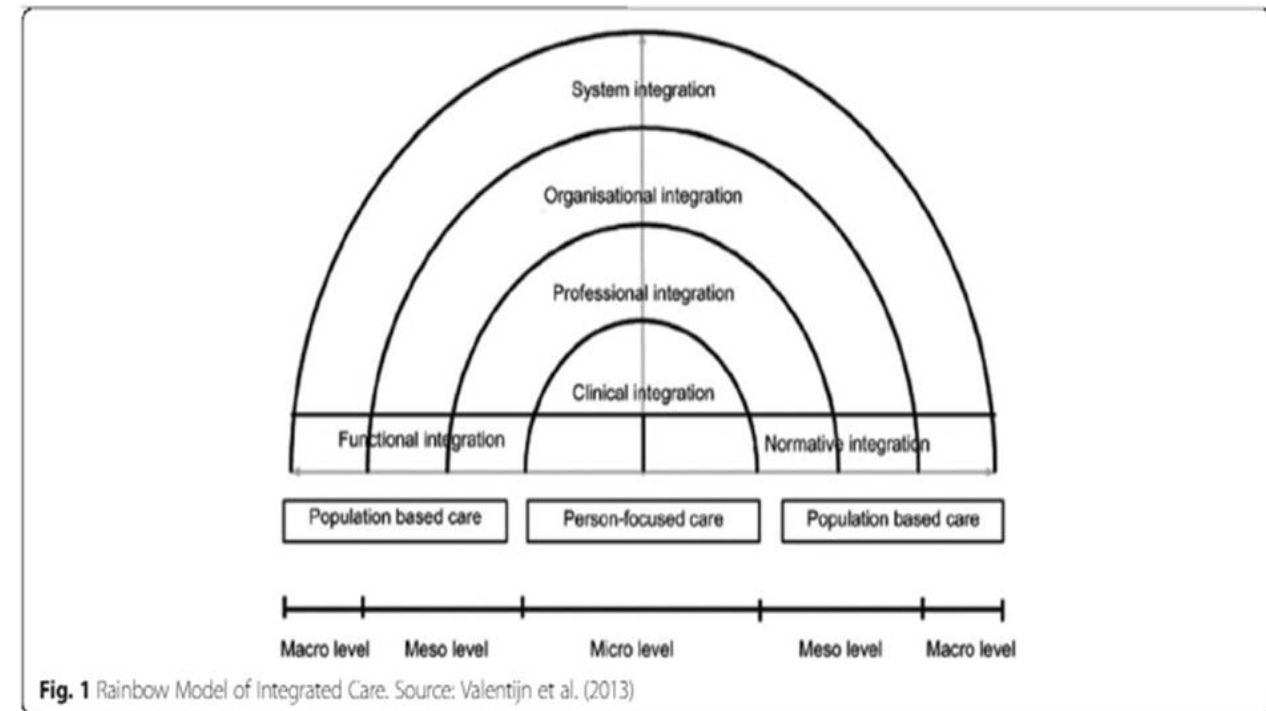 System integration
Organisational integration
Professional integration
Clinical integration
Functional integration
Normative integration
Population based care
Person-focused care
Population based care
Macro level
Meso level
Micro level
Meso level
Macro level
Fig. 1 Rainbow Model of Integrated Care. Source: Valentijn et al. (2013)